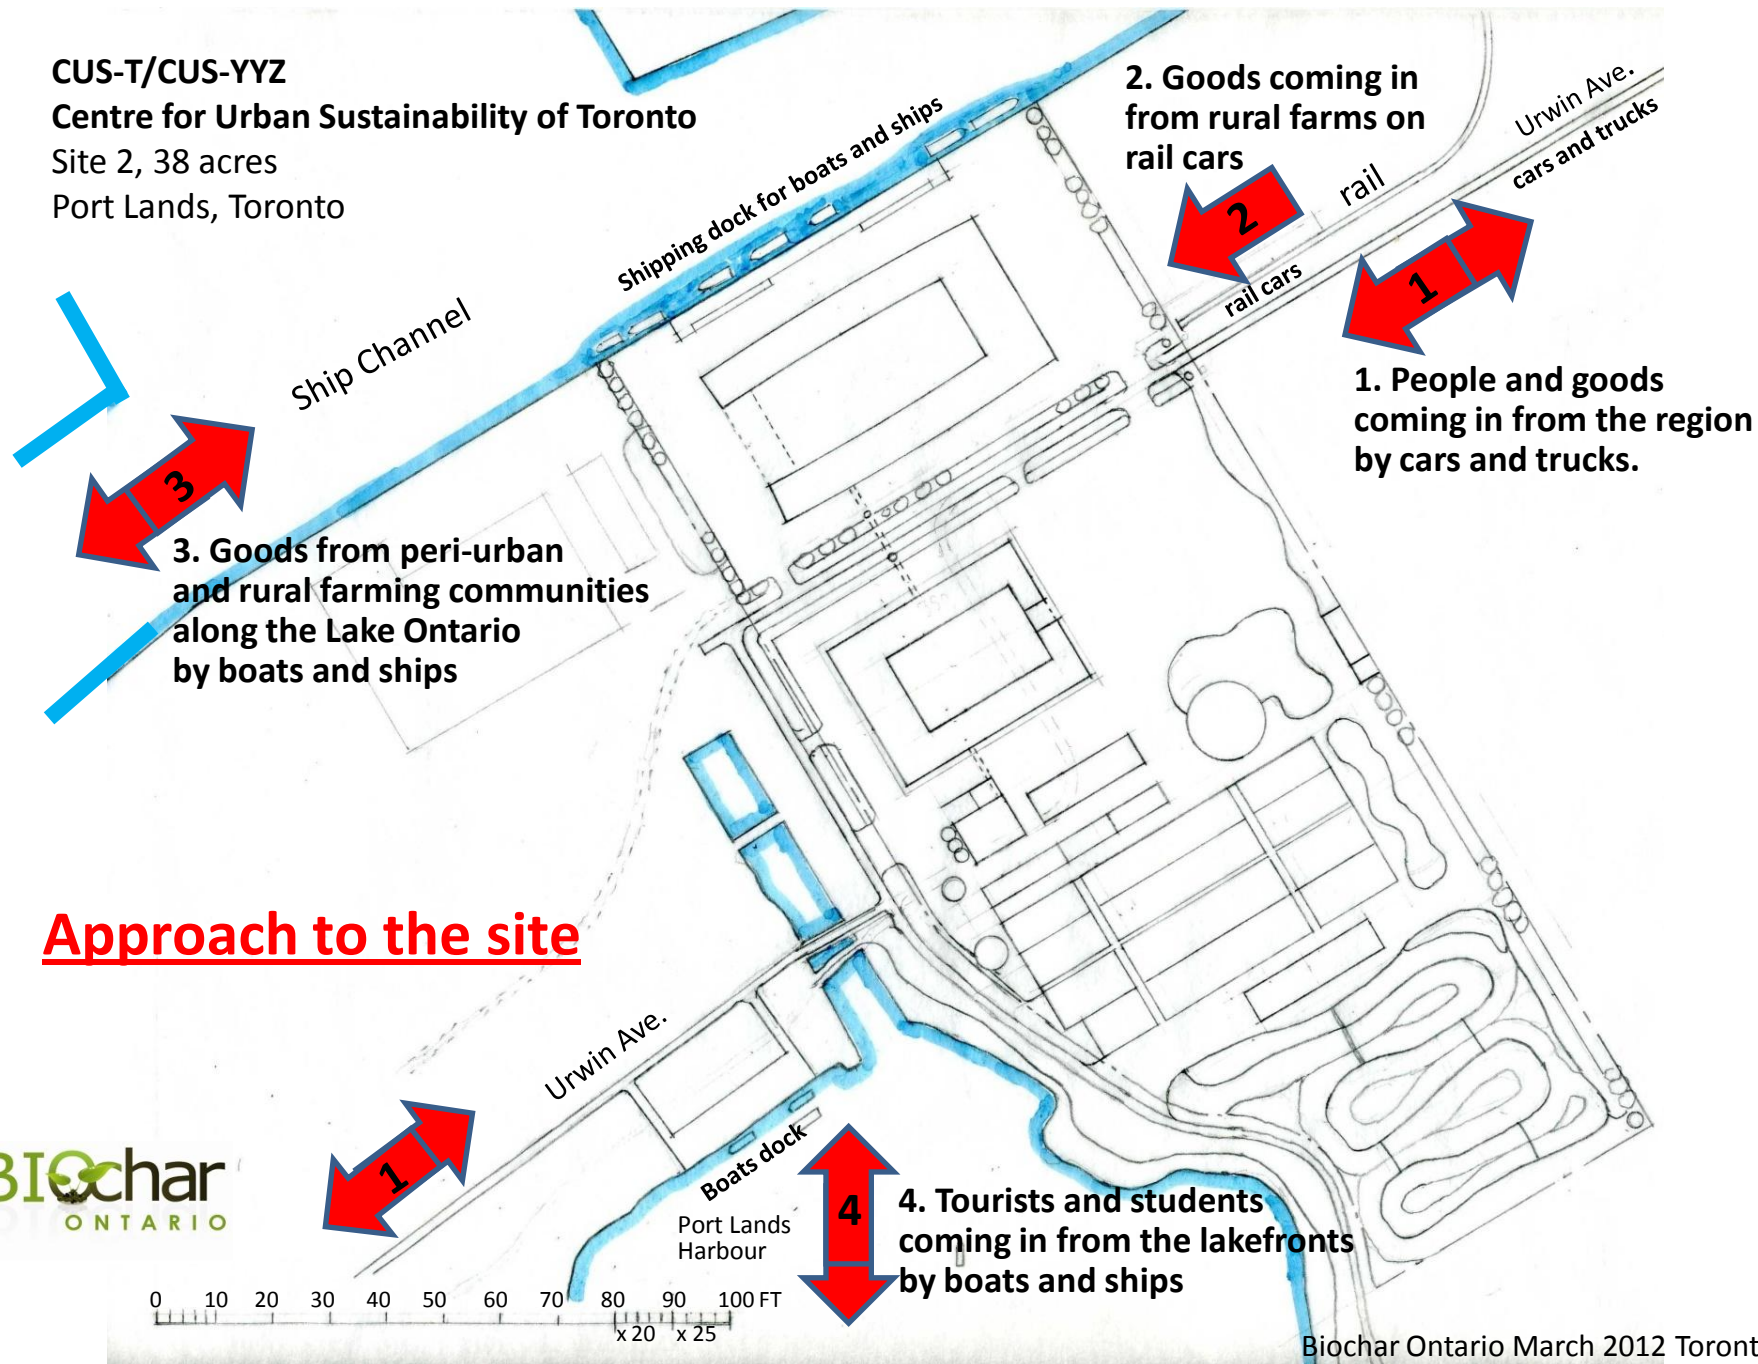 CUS-T/CUS-YYZ
Centre for Urban Sustainability of Toronto
Site 2, 38 acres
Port Lands, Toronto
2. Goods coming in
from rural farms on
rail cars
Urwin Ave.
cars and trucks
rail
2
rail cars
1
Shipping dock for boats and ships
Ship Channel
1. People and goods
coming in from the region
by cars and trucks.
3
3. Goods from peri-urban
and rural farming communities
along the Lake Ontario
by boats and ships
Approach to the site
Urwin Ave.
1
BIOchar
ONTARIO
Boats dock
Port Lands
Harbour
4
4. Tourists and students
coming in from the lakefronts
by boats and ships
0 10 20 30 40 50 60 70 80 90 100 FT
x 20 x 25
Biochar Ontario March 2012 Toront